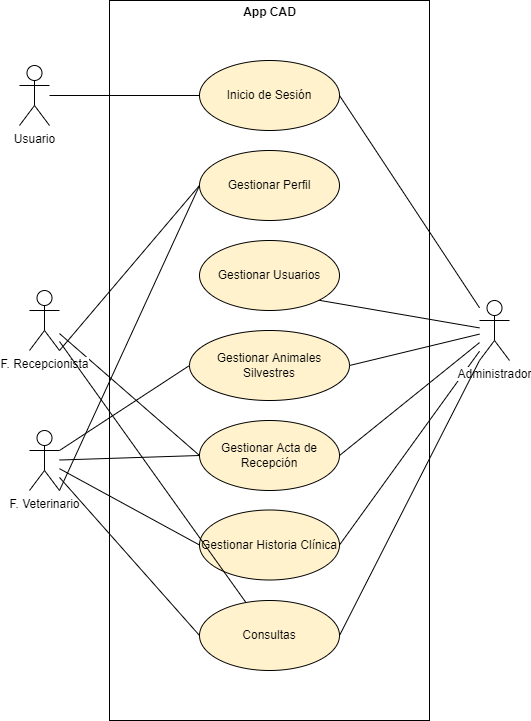 App CAD
Inicio de Sesión
Usuario
Gestionar Perfil
Gestionar Usuarios
F. Recepcionista
Gestionar Animales
Silvestres
Administrador
Gestionar Acta de
Recepción
F. Veterinario
Gestionar Historia Clínica
Consultas